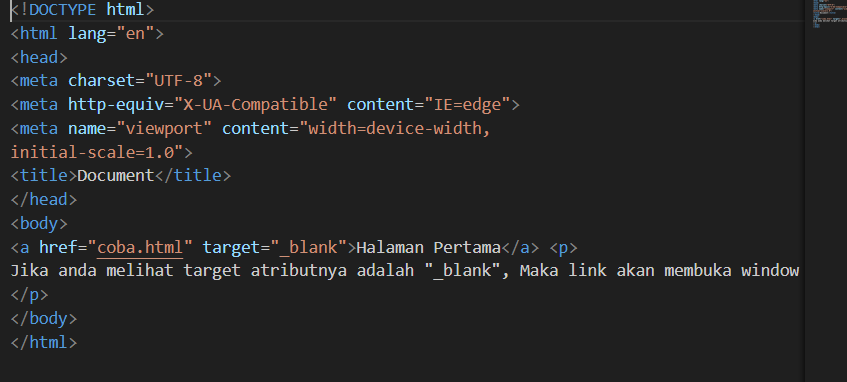 <!DOCTYPE html>
<html lang="en">
<head>
<meta charset="UTF-8">
<meta http-equiv="X-UA-Compatible" content="IE=edge">
<meta name="viewport" content="width=device-width,
initial-scale=1.0">
<title>Document</title>
</head>
<body>
<a href="coba.html" target="_blank">Halaman Pertama</a> <p>
Jika anda melihat target atributnya adalah "_blank", Maka link akan membuka window
</p>
</body>
</html>